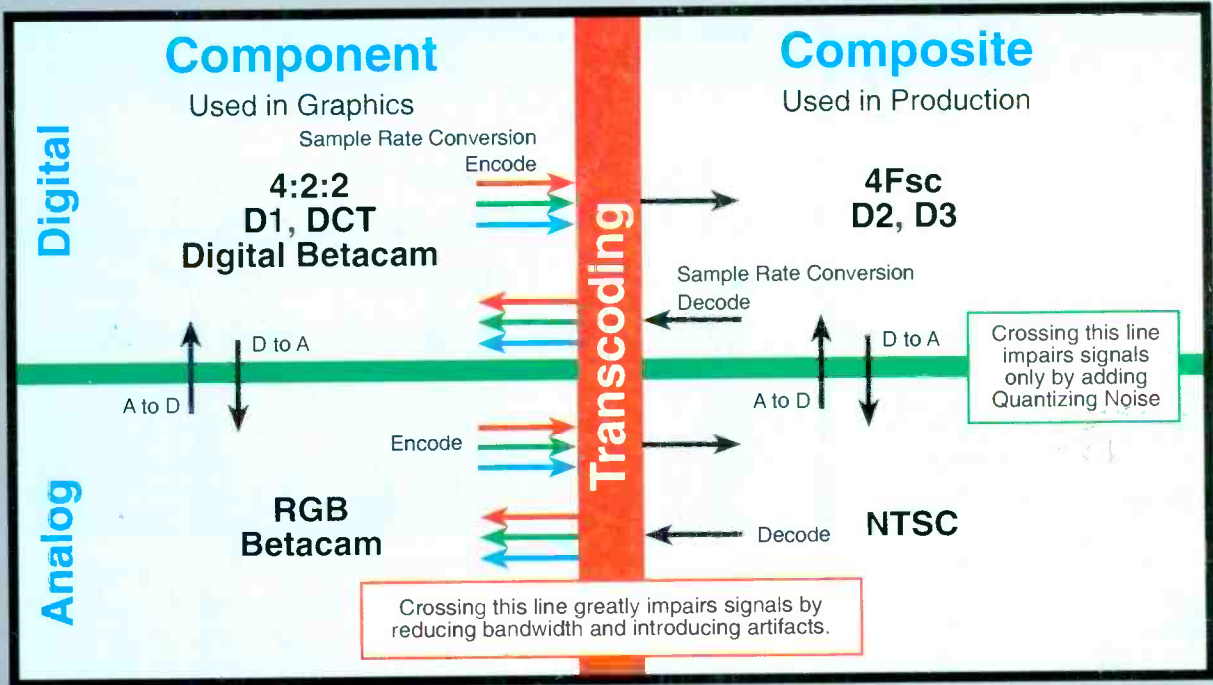 Component
Used in Graphics
Composite
Used in Production
Digital
Sample Rate Conversion
Encode
4:2:2
D1, DCT
Digital Betacam
4Fsc
D2, D3
Transcoding
Sample Rate Conversion
Decode
D to A
A to D
D to A
A to D
Crossing this line
impairs signals
only by adding
Quantizing Noise
Analog
Encode
RGB
Betacam
Decode
NTSC
Crossing this line greatly impairs signals by
reducing bandwidth and introducing artifacts.